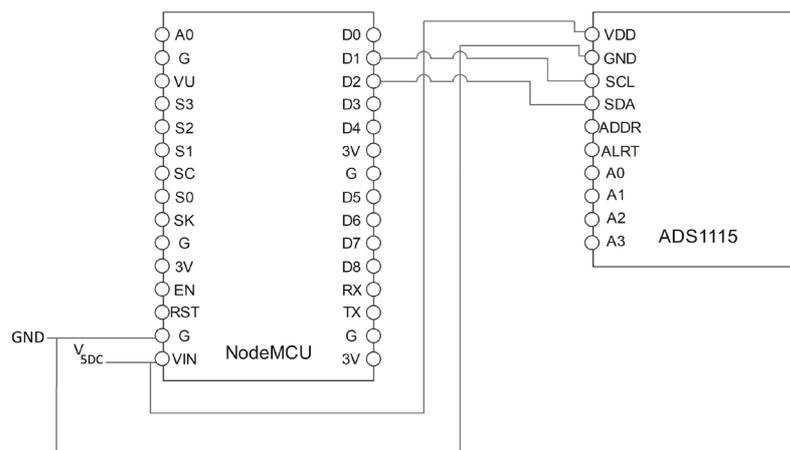 A0
G
VU
S3
S2
S1
SC
S0
SK
G
3V
EN
RST
G
VIN
D0
D1
D2
D3
D4
3V
G
D5
D6
D7
D8
RX
TX
G
3V
NodeMCU
GND
V5DC
VDD
GND
SCL
SDA
ADDR
ALRT
A0
A1
A2
A3
ADS1115